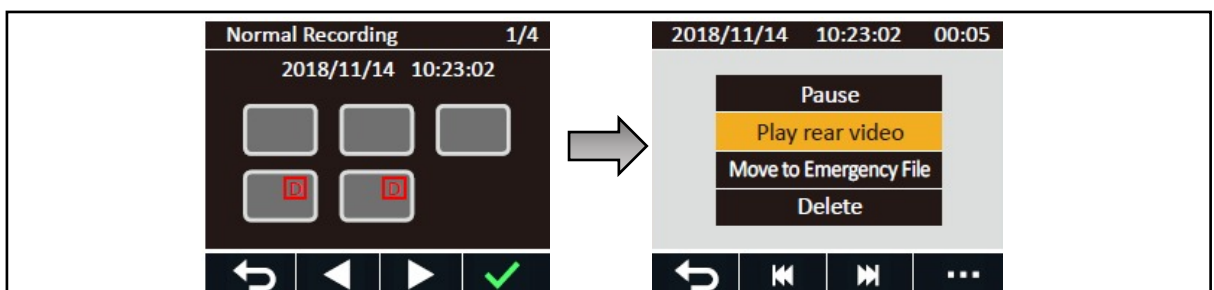 Normal Recording 1/4
2018/11/14 10:23:02
D D
2018/11/14 10:23:02 00:05
Pause
Play rear video
Move to Emergency File
Delete